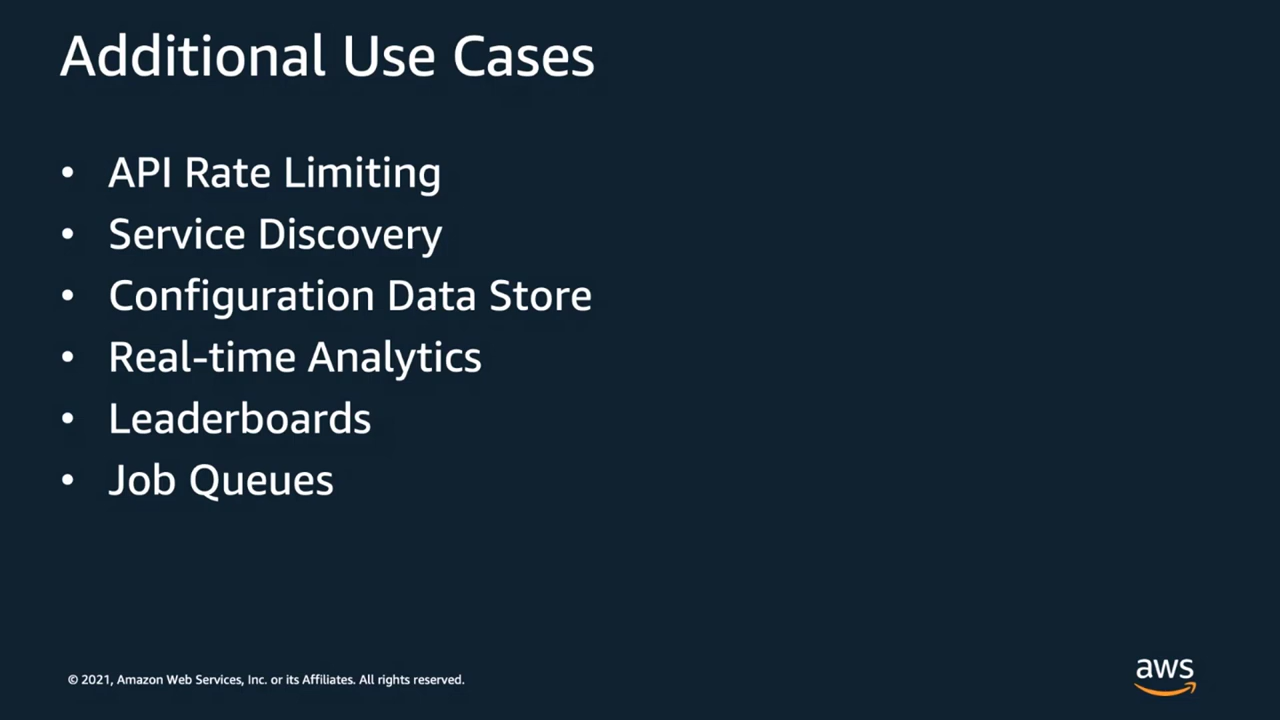 Additional Use Cases
• API Rate Limiting
• Service Discovery
• Configuration Data Store
• Real-time Analytics
• Leaderboards
• Job Queues
© 2021, Amazon Web Services, Inc. or its Affiliates. All rights reserved.
aws